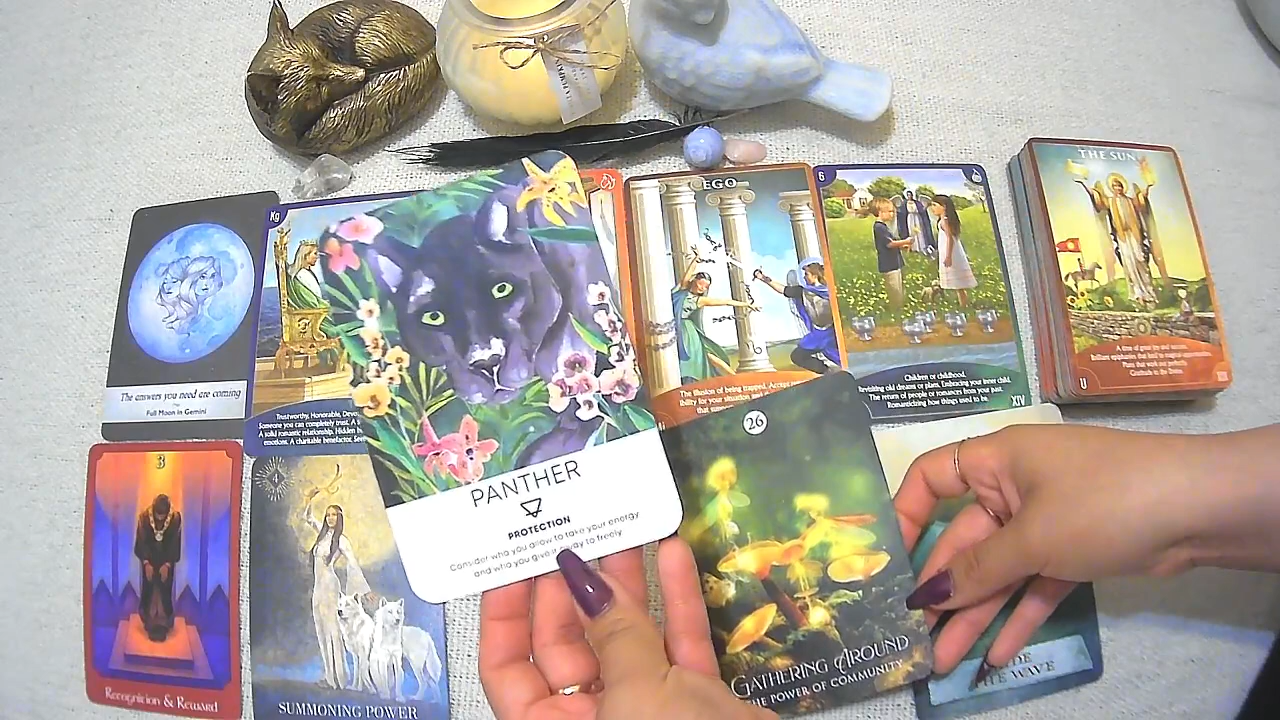 The answers you need are coming
Full Moon in Gemini
Kg
Trustworthy, Honorable,
Someone you can completely trust. A
A solid romantic relationship. Hidden
emotions. A charitable benefactor.
EGO
The illusion of being trapped. Accept
for your situation
6
Children or childhood.
Revisiting old dreams or plans. Embracing your inner child.
The return of people or romances from your past.
Romanticizing how things used to be.
XIV
THE SUN
A time of great joy and success.
Brilliant epiphanies that lead to magical opportunities.
Plans that work out
Gratitude to the Divine.
U
3
Recognition & Reward
4
SUMMONING POWER
PANTHER
PROTECTION
Consider who you allow to take your energy
and who you give it away to freely
26
GATHERING AROUND
THE POWER OF COMMUNITY
THE WAVE